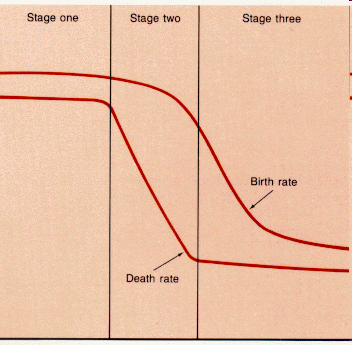 Stage one
Stage two
Stage three
Birth rate
Death rate